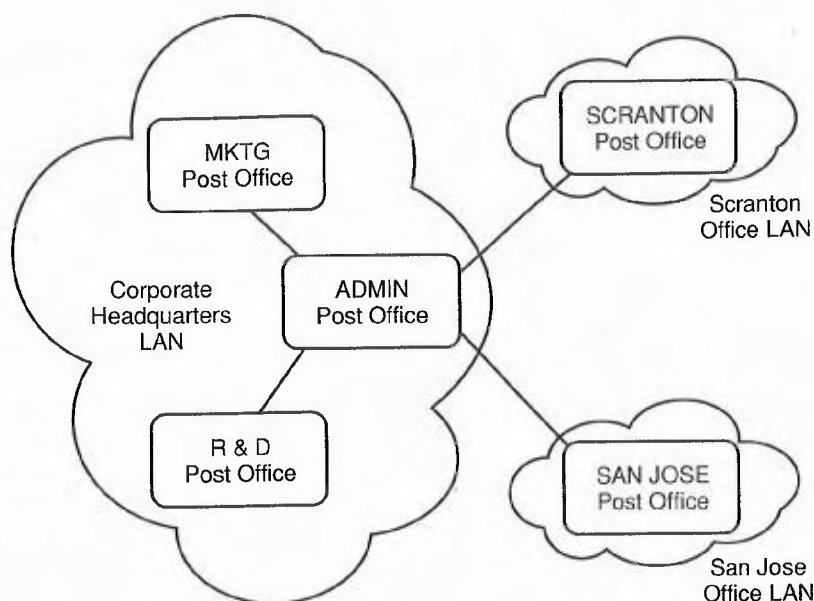 MKTG
Post Office
SCRANTON
Post Office
Scranton
Office LAN
Corporate
Headquarters
LAN
ADMIN
Post Office
R & D
Post Office
SAN JOSE
Post Office
San Jose
Office LAN